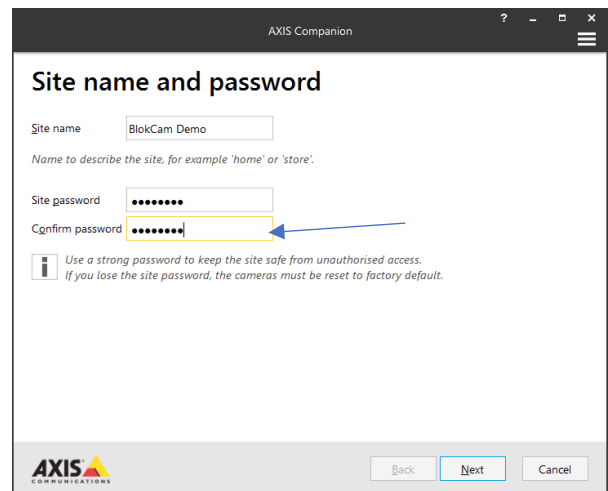 AXIS Companion
?
Site name and password
Site name BlokCam Demo
Name to describe the site, for example 'home' or 'store'.
Site password ●●●●●●●●
Confirm password ●●●●●●●●
i Use a strong password to keep the site safe from unauthorised access.
If you lose the site password, the cameras must be reset to factory default.
AXIS
COMMUNICATIONS
Back Next Cancel